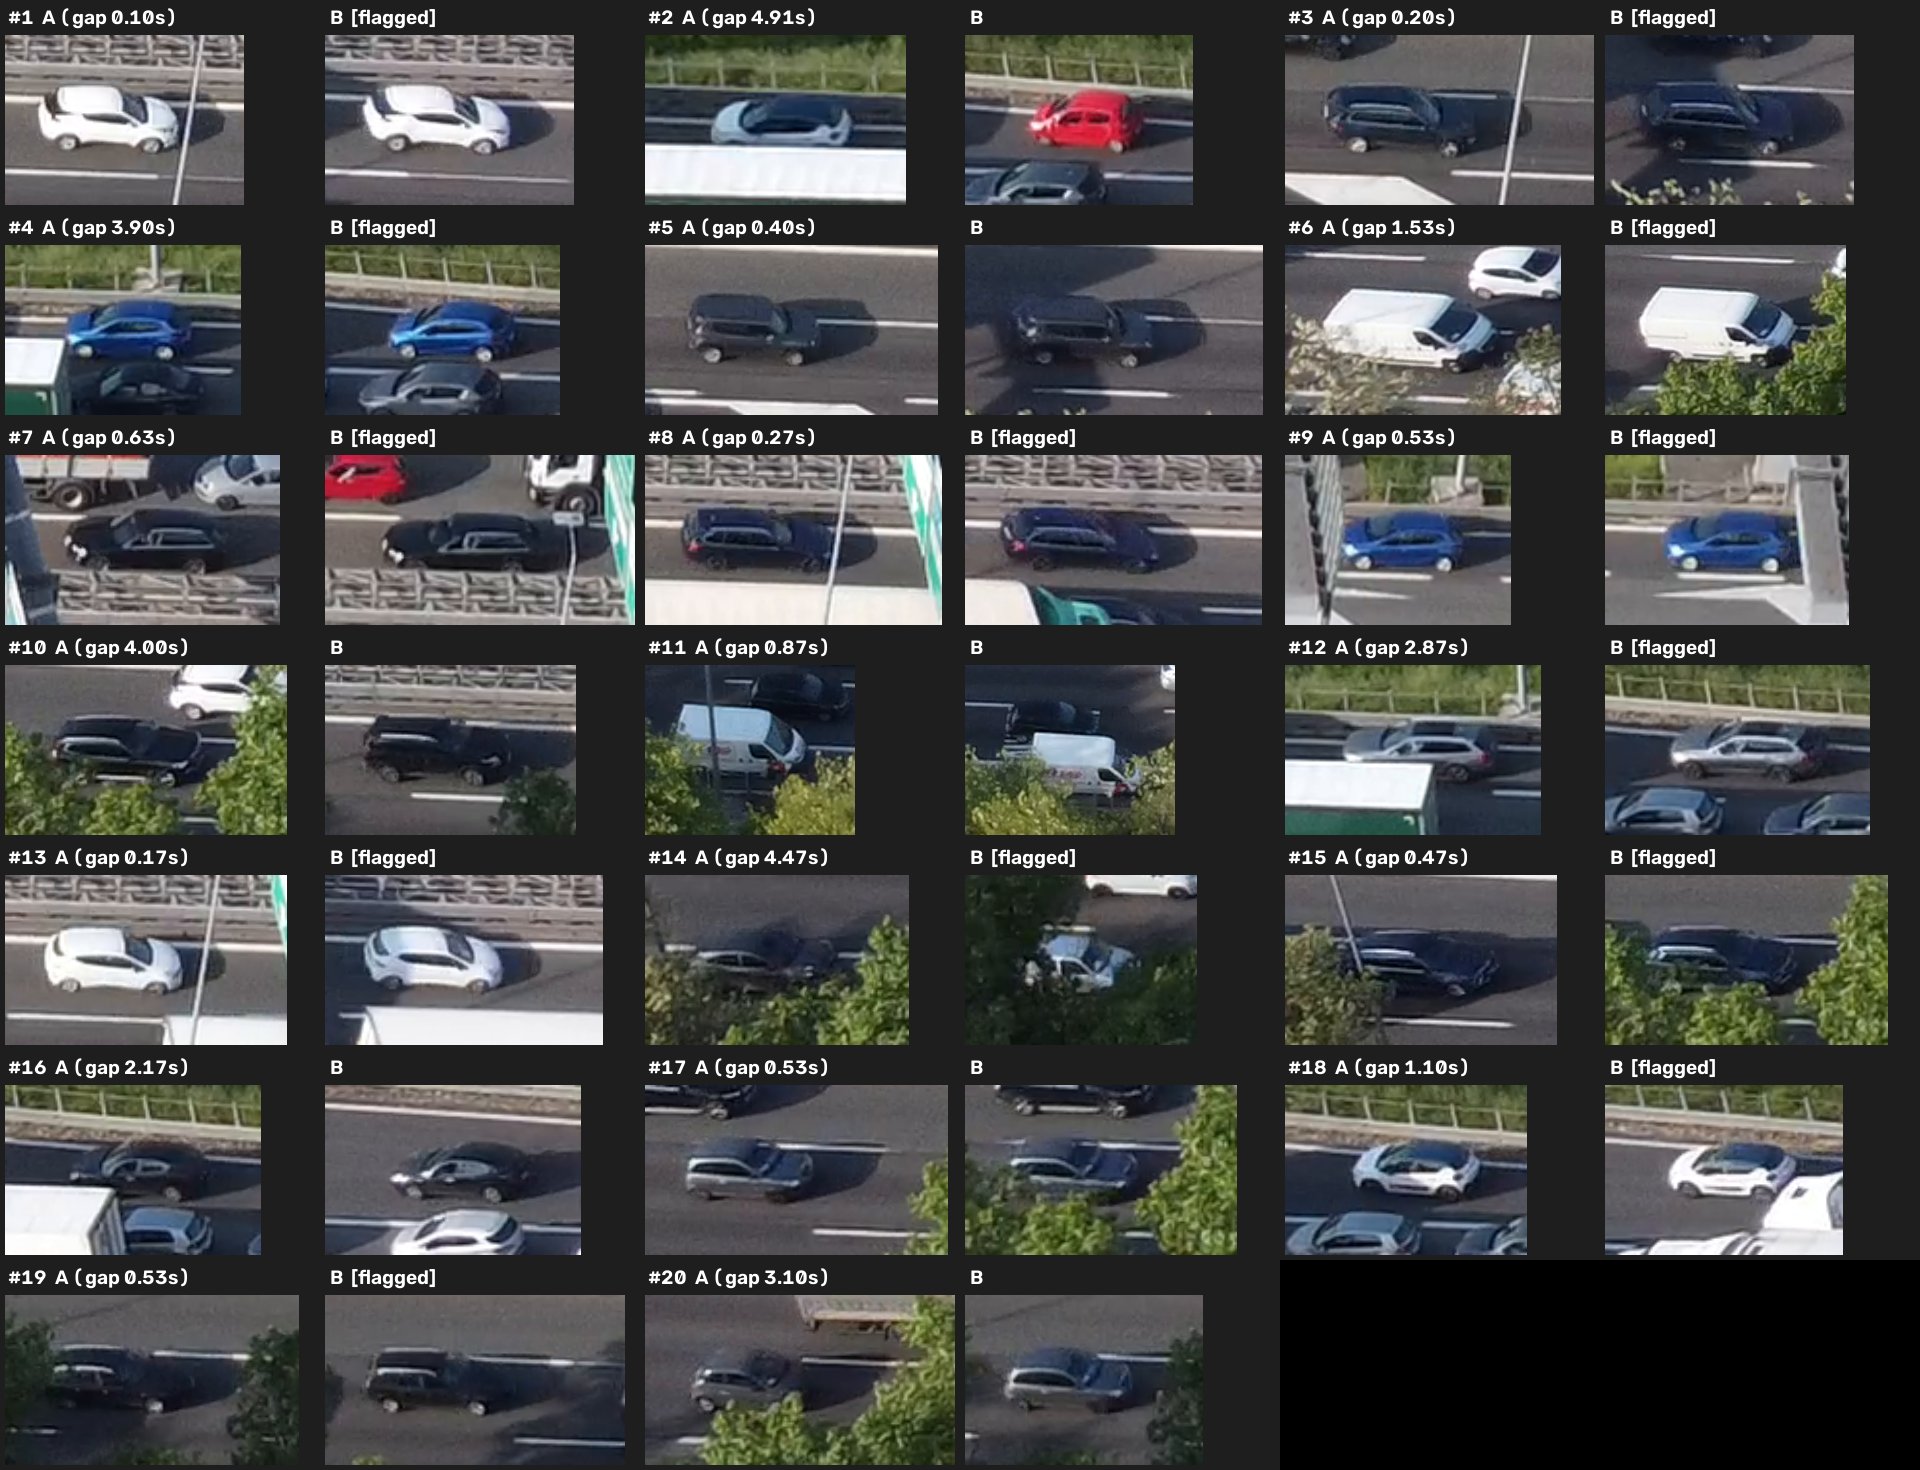 #1 A (gap 0.10s) B [flagged] #2 A (gap 4.91s) B #3 A (gap 0.20s) B [flagged]
#4 A (gap 3.90s) B [flagged] #5 A (gap 0.40s) B #6 A (gap 1.53s) B [flagged]
#7 A (gap 0.63s) B [flagged] #8 A (gap 0.27s) B [flagged] #9 A (gap 0.53s) B [flagged]
#10 A (gap 4.00s) B #11 A (gap 0.87s) B #12 A (gap 2.87s) B [flagged]
#13 A (gap 0.17s) B [flagged] #14 A (gap 4.47s) B [flagged] #15 A (gap 0.47s) B [flagged]
#16 A (gap 2.17s) B #17 A (gap 0.53s) B #18 A (gap 1.10s) B [flagged]
#19 A (gap 0.53s) B [flagged] #20 A (gap 3.10s) B